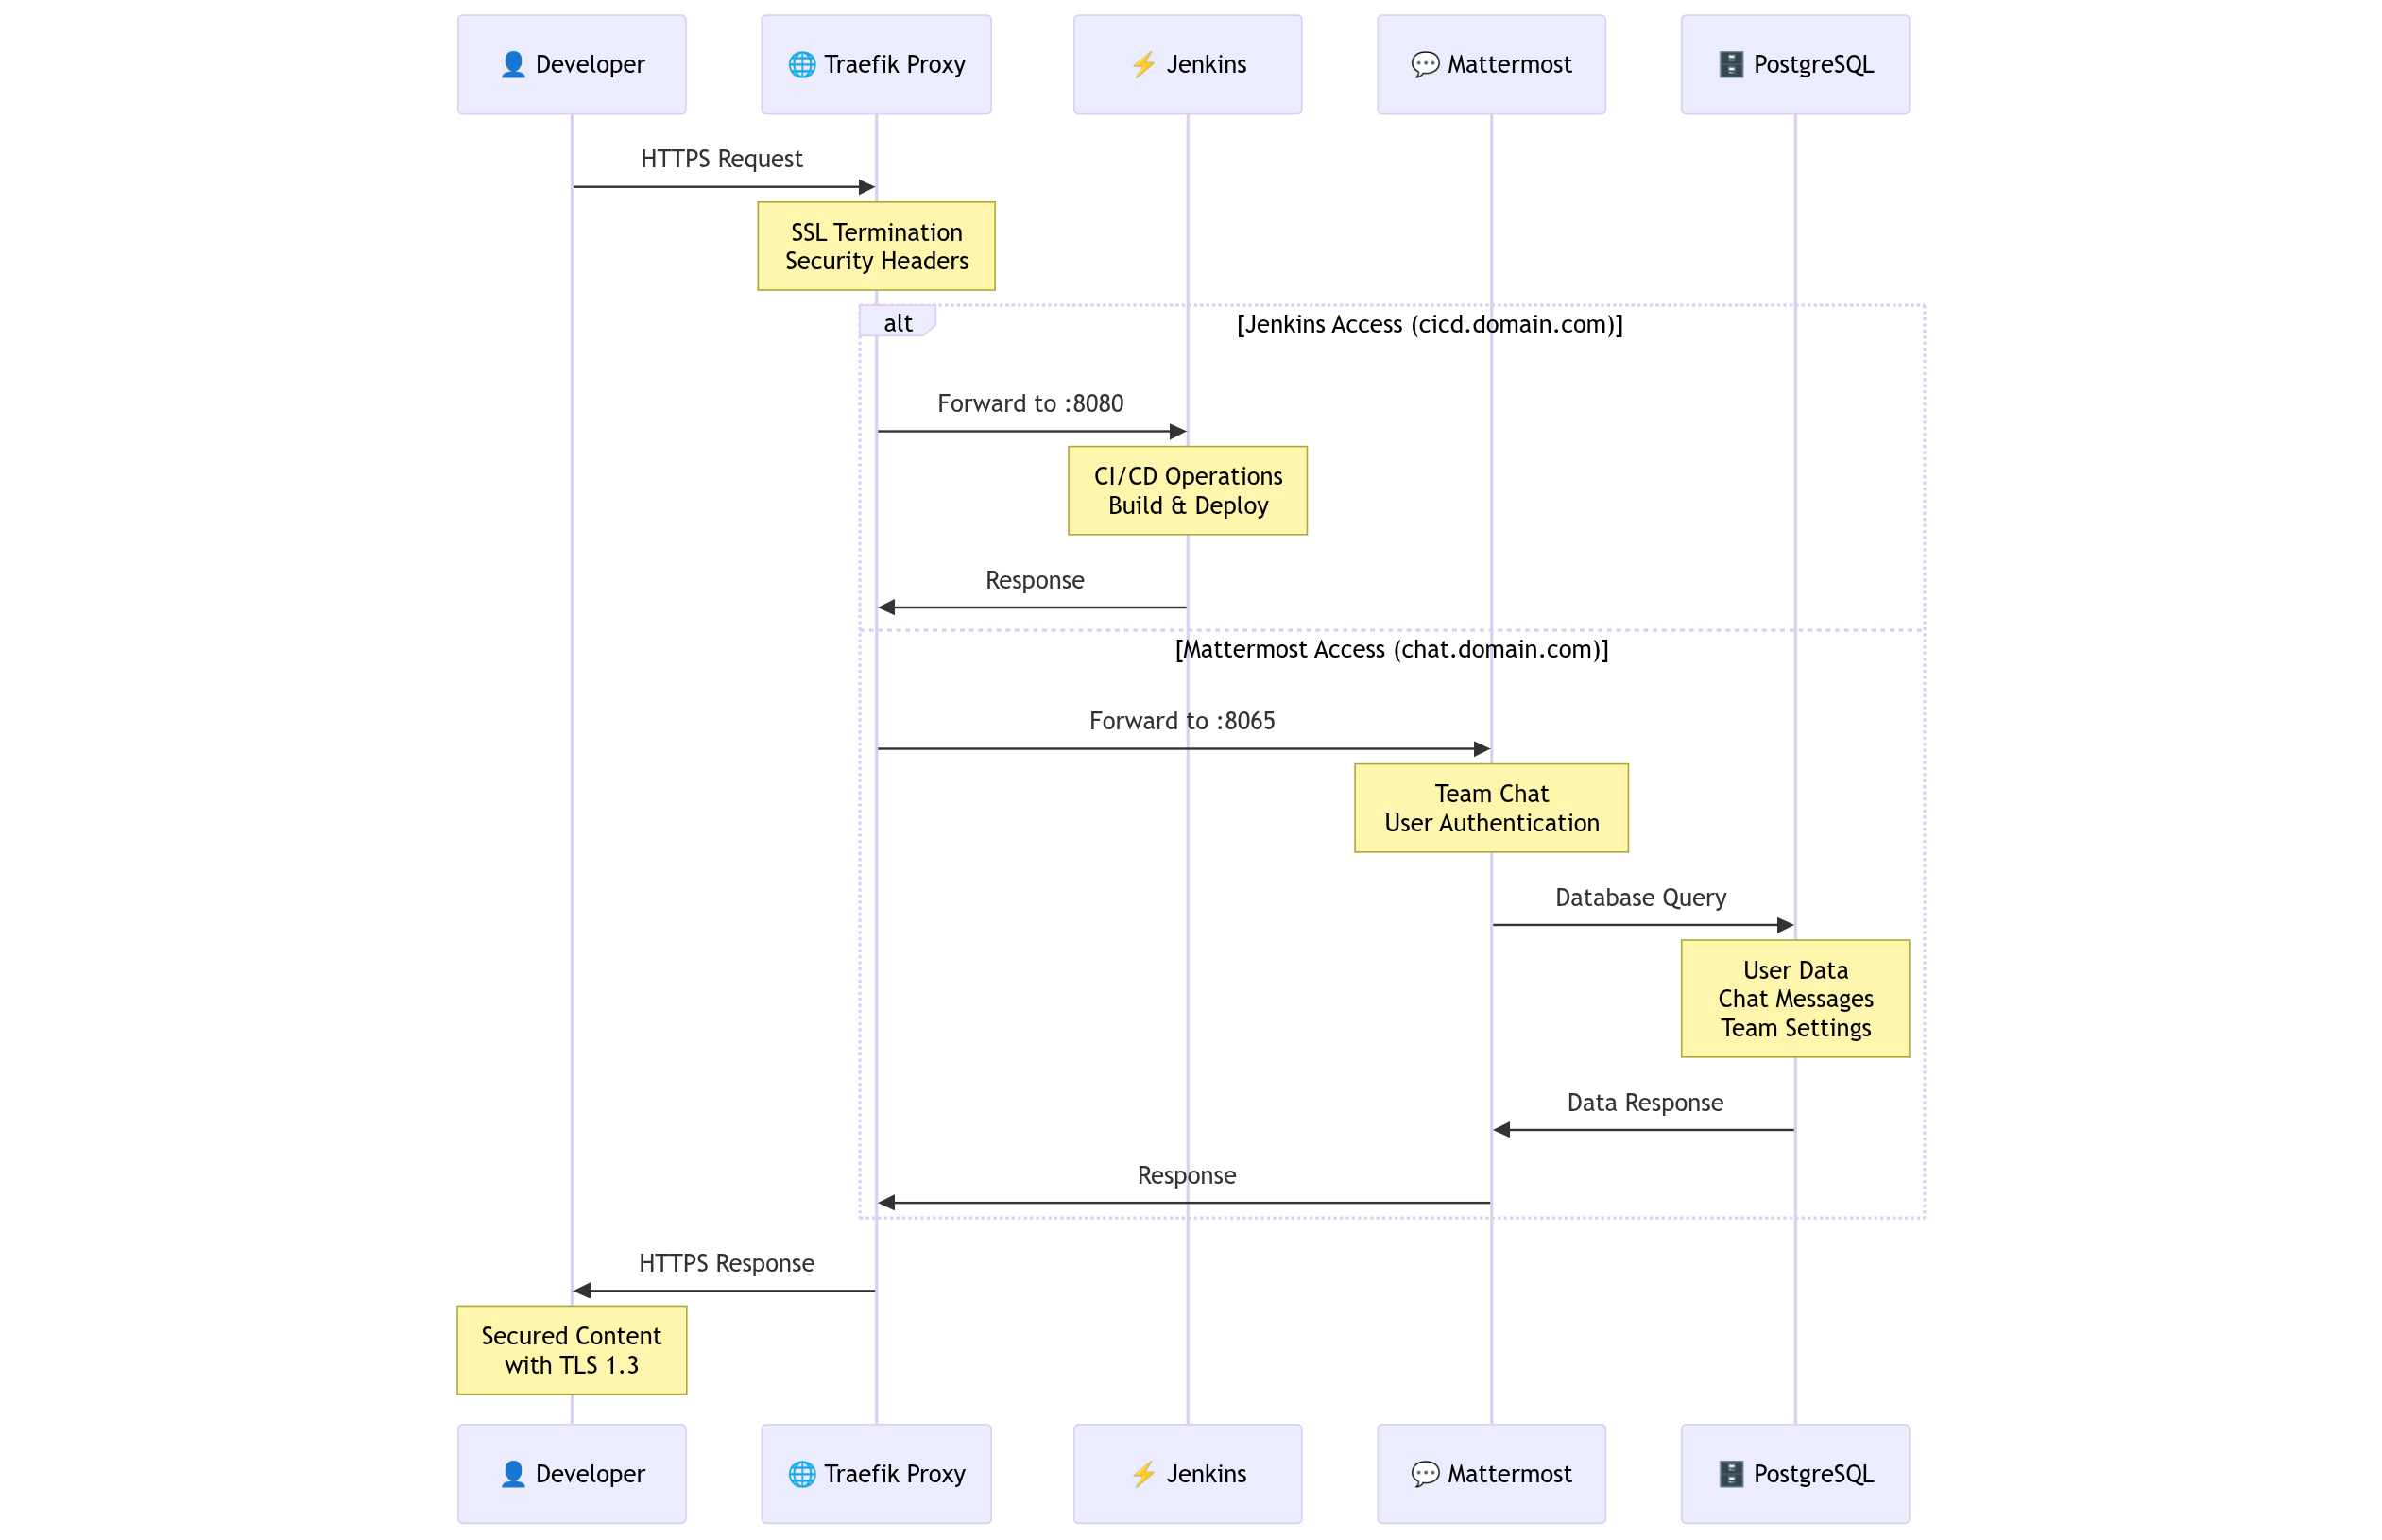 👤 Developer
🌐 Traefik Proxy
⚡ Jenkins
💬 Mattermost
🗄️ PostgreSQL
HTTPS Request
SSL Termination
Security Headers
alt
[Jenkins Access (cicd.domain.com)]
Forward to :8080
CI/CD Operations
Build & Deploy
Response
[Mattermost Access (chat.domain.com)]
Forward to :8065
Team Chat
User Authentication
Database Query
User Data
Chat Messages
Team Settings
Data Response
Response
HTTPS Response
Secured Content
with TLS 1.3
👤 Developer
🌐 Traefik Proxy
⚡ Jenkins
💬 Mattermost
🗄️ PostgreSQL